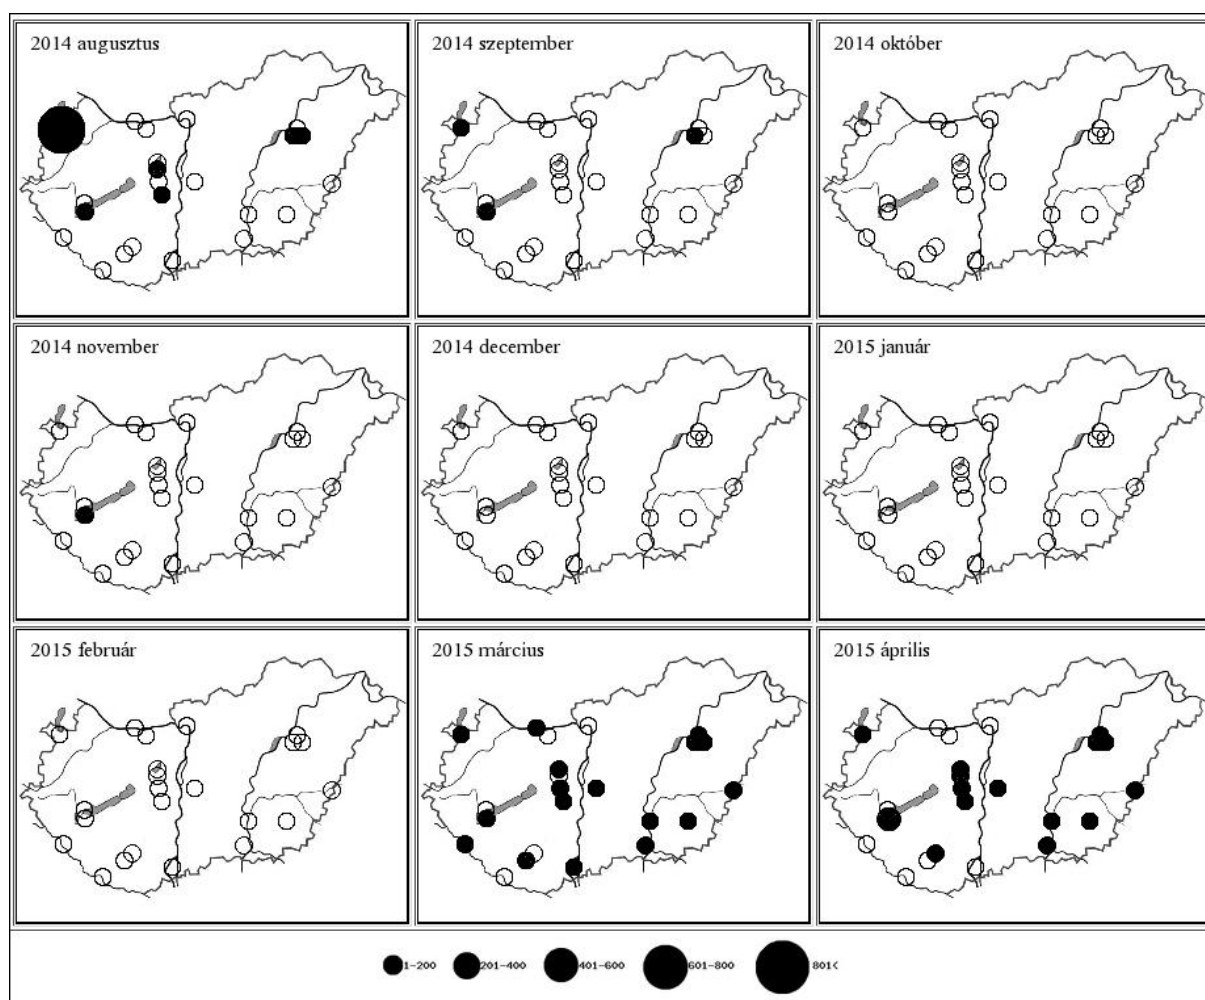 2014 augusztus
2014 szeptember
2014 október
2014 november
2014 december
2015 január
2015 február
2015 március
2015 április
1-200 201-400 401-600 601-800 801<